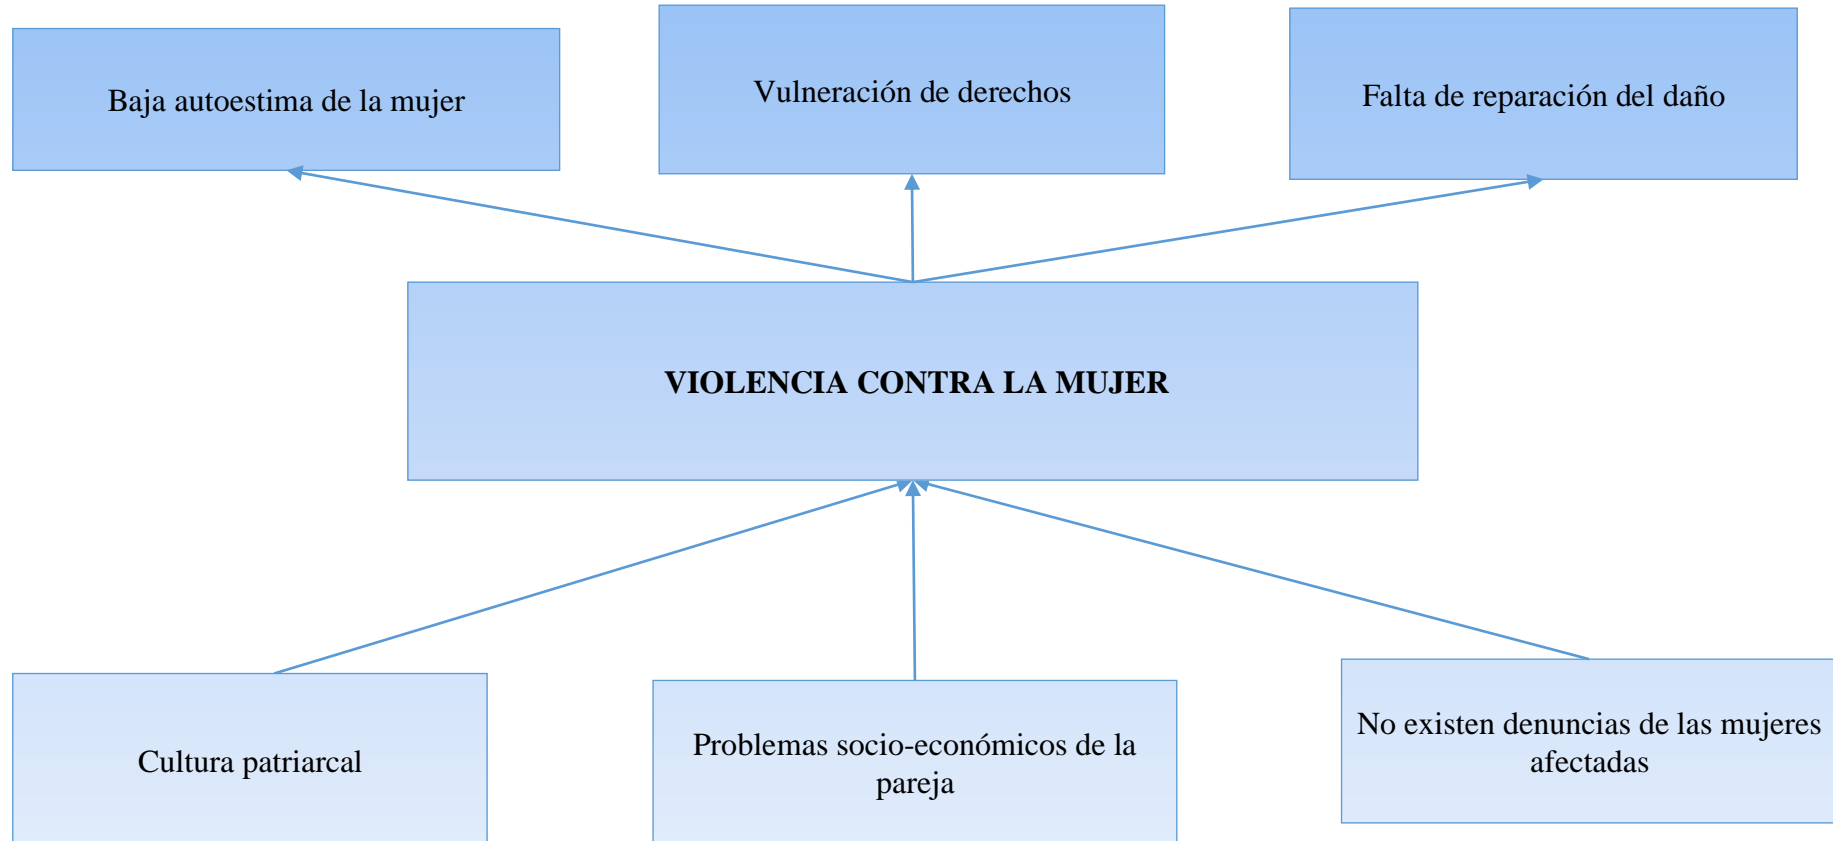 Baja autoestima de la mujer
Vulneración de derechos
Falta de reparación del daño
VIOLENCIA CONTRA LA MUJER
Cultura patriarcal
Problemas socio-económicos de la
pareja
No existen denuncias de las mujeres
afectadas